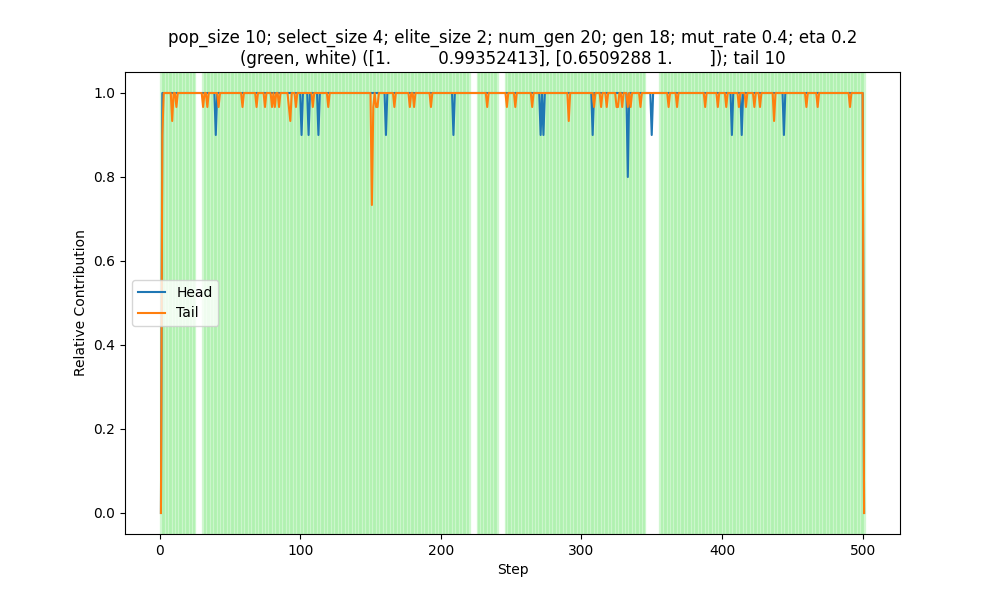 pop_size 10; select_size 4; elite_size 2; num_gen 20; gen 18; mut_rate 0.4; eta 0.2
(green, white) ([1.         0.99352413], [0.6509288 1.       ]); tail 10
1.0
0.8
0.6
0.4
0.2
0.0
Relative Contribution
Head
Tail
0
100
200
300
400
500
Step